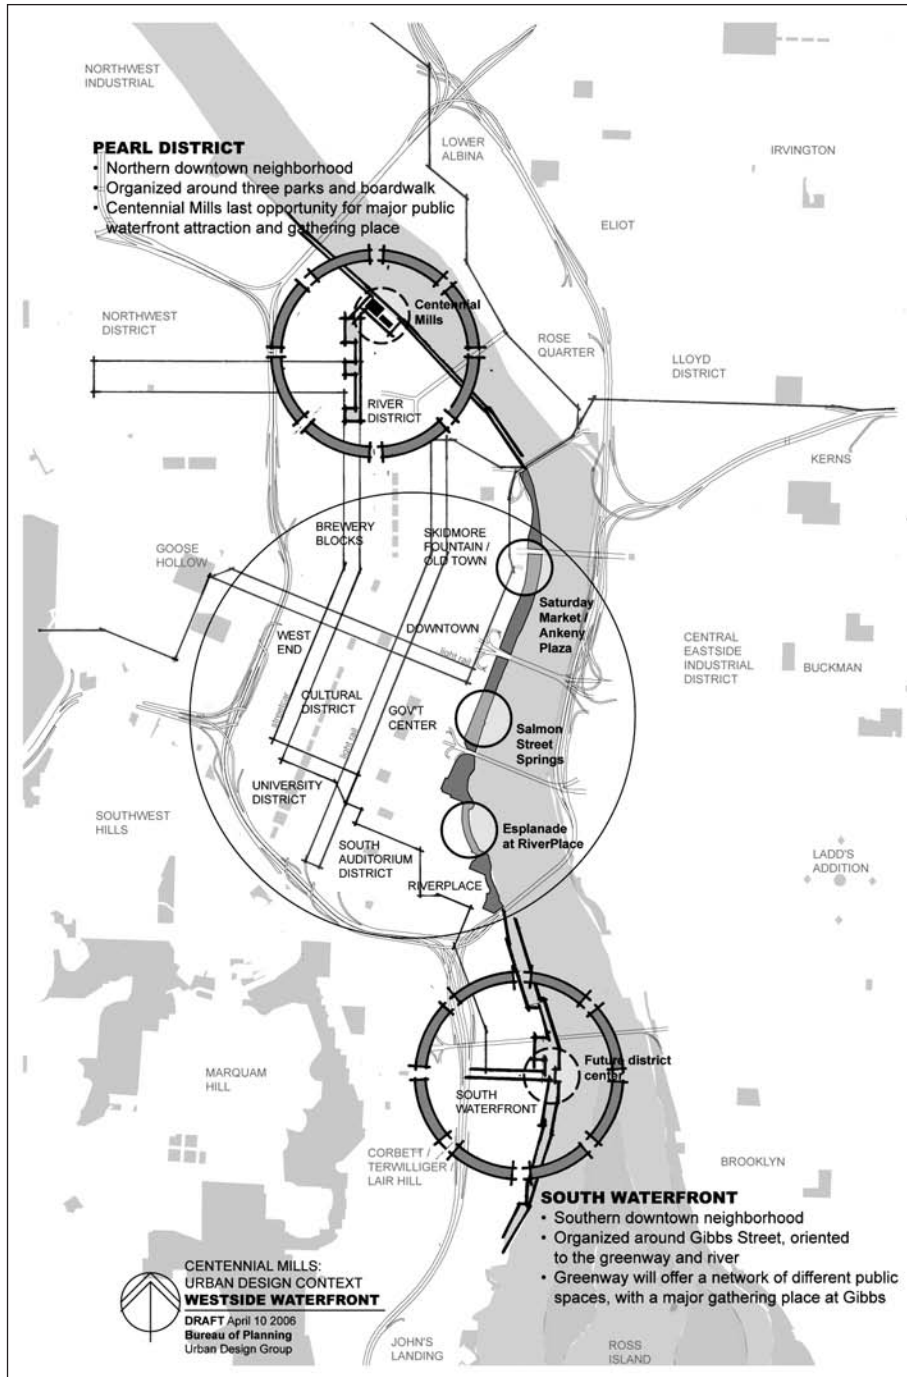 NORTHWEST
INDUSTRIAL
PEARL DISTRICT
• Northern downtown neighborhood
• Organized around three parks and boardwalk
• Centennial Mills last opportunity for major public
waterfront attraction and gathering place
LOWER
ALBINA
IRVINGTON
ELIOT
NORTHWEST
DISTRICT
Centennial
Mills
ROSE
QUARTER
LLOYD
DISTRICT
RIVER
DISTRICT
KERNS
BREWERY
BLOCKS
SKIDMORE
FOUNTAIN /
OLD TOWN
GOOSE
HOLLOW
Saturday
Market /
Ankeny
Plaza
WEST
END
DOWNTOWN
light rail
CENTRAL
EASTSIDE
INDUSTRIAL
DISTRICT
BUCKMAN
streetcar
CULTURAL
DISTRICT
light rail
GOV'T
CENTER
Salmon
Street
Springs
UNIVERSITY
DISTRICT
SOUTHWEST
HILLS
Esplanade
at RiverPlace
SOUTH
AUDITORIUM
DISTRICT
RIVERPLACE
LADD'S
ADDITION
Future district
center
MARQUAM
HILL
SOUTH
WATERFRONT
CORBETT /
TERWILLIGER /
LAIR HILL
BROOKLYN
SOUTH WATERFRONT
• Southern downtown neighborhood
• Organized around Gibbs Street, oriented
to the greenway and river
• Greenway will offer a network of different public
spaces, with a major gathering place at Gibbs
CENTENNIAL MILLS:
URBAN DESIGN CONTEXT
WESTSIDE WATERFRONT
DRAFT April 10 2006
Bureau of Planning
Urban Design Group
JOHN'S
LANDING
ROSS
ISLAND